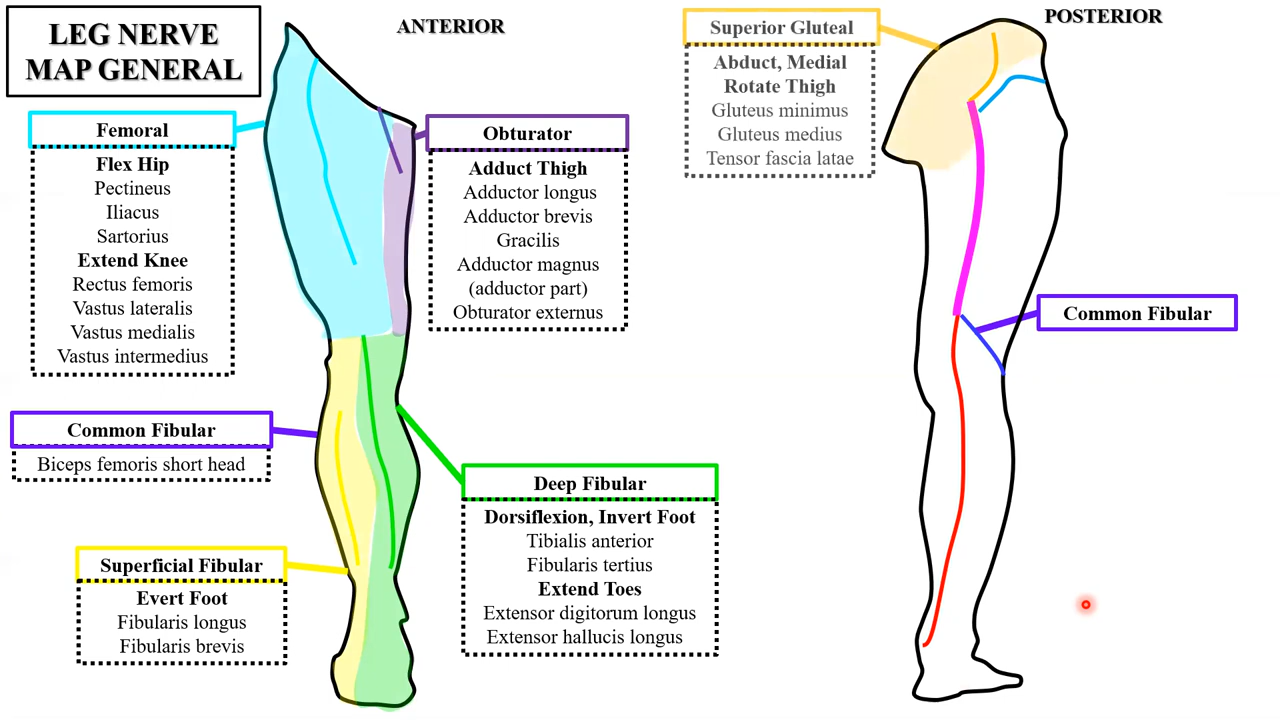 LEG NERVE
MAP GENERAL
ANTERIOR
Femoral
Flex Hip
Pectineus
Iliacus
Sartorius
Extend Knee
Rectus femoris
Vastus lateralis
Vastus medialis
Vastus intermedius
Obturator
Adduct Thigh
Adductor longus
Adductor brevis
Gracilis
Adductor magnus
(adductor part)
Obturator externus
Common Fibular
Biceps femoris short head
Superficial Fibular
Evert Foot
Fibularis longus
Fibularis brevis
Deep Fibular
Dorsiflexion, Invert Foot
Tibialis anterior
Fibularis tertius
Extend Toes
Extensor digitorum longus
Extensor hallucis longus
POSTERIOR
Superior Gluteal
Abduct, Medial
Rotate Thigh
Gluteus minimus
Gluteus medius
Tensor fascia latae
Common Fibular